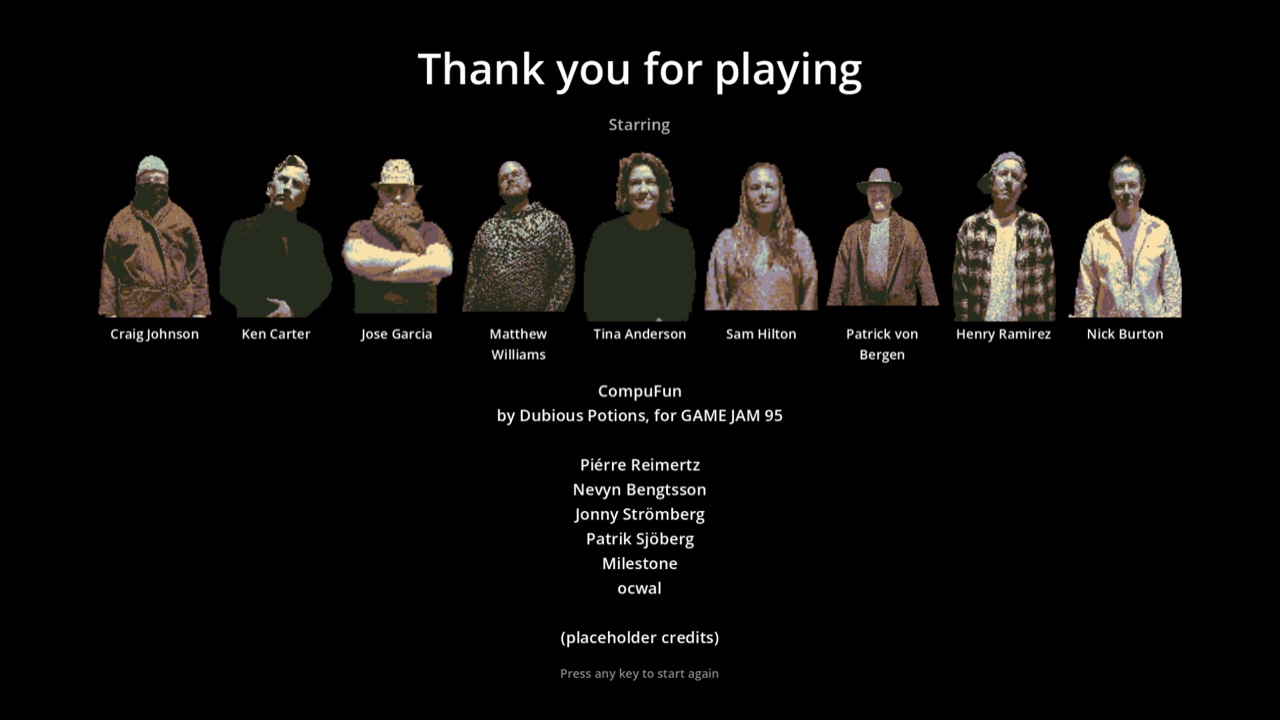 Thank you for playing
Starring
Craig Johnson
Ken Carter
Jose Garcia
Matthew
Williams
Tina Anderson
Sam Hilton
Patrick von
Bergen
Henry Ramirez
Nick Burton
CompuFun
by Dubious Potions, for GAME JAM 95
Piérre Reimertz
Nevyn Bengtsson
Jonny Strömberg
Patrik Sjöberg
Milestone
ocwal
(placeholder credits)
Press any key to start again